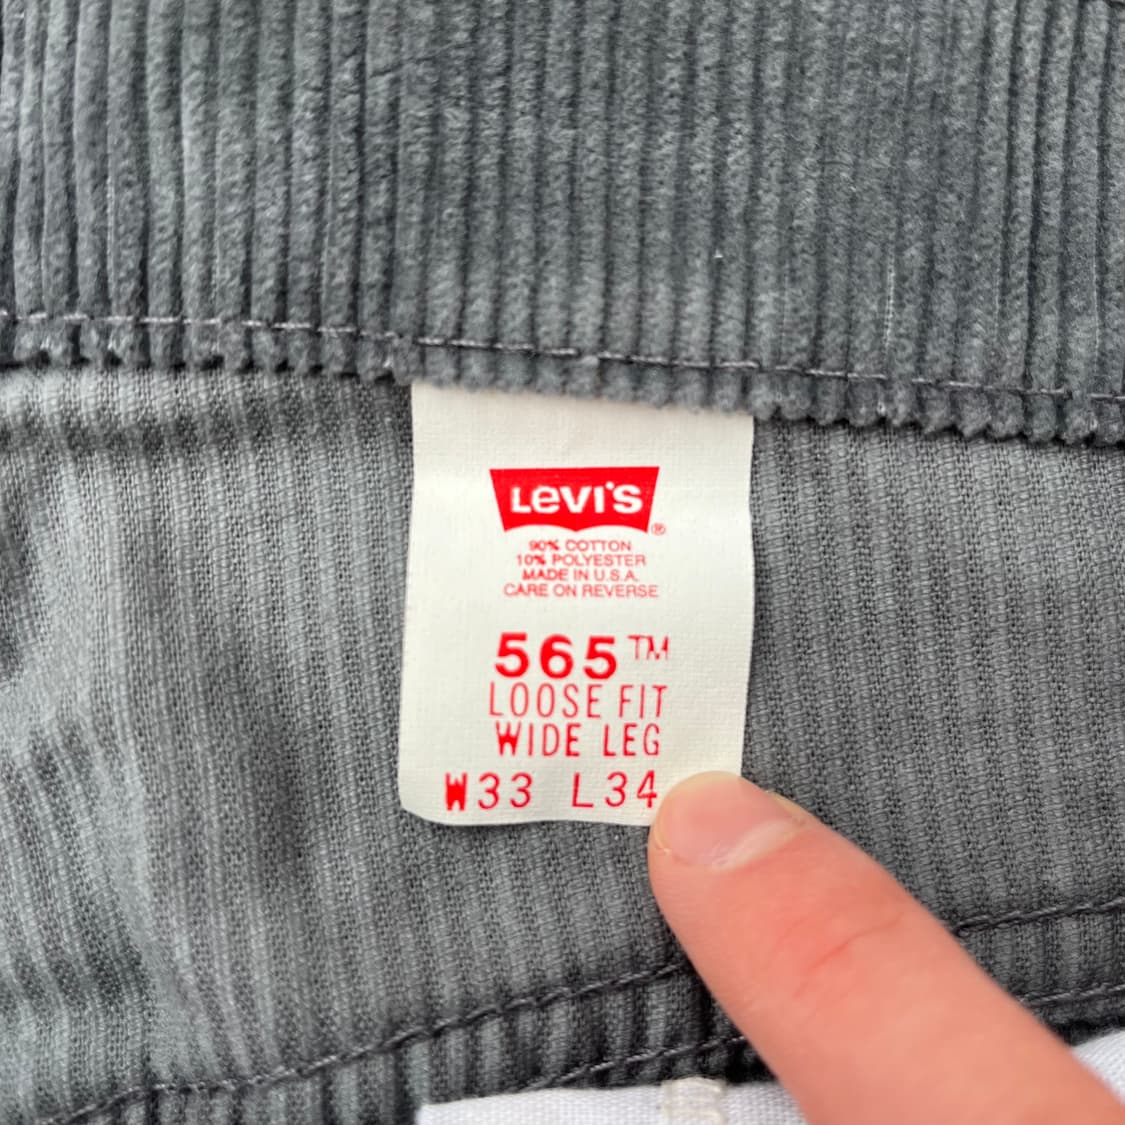 LEVI'S ®
90% COTTON
10% POLYESTER
MADE IN U.S.A.
CARE ON REVERSE
565™
LOOSE FIT
WIDE LEG
W33 L34